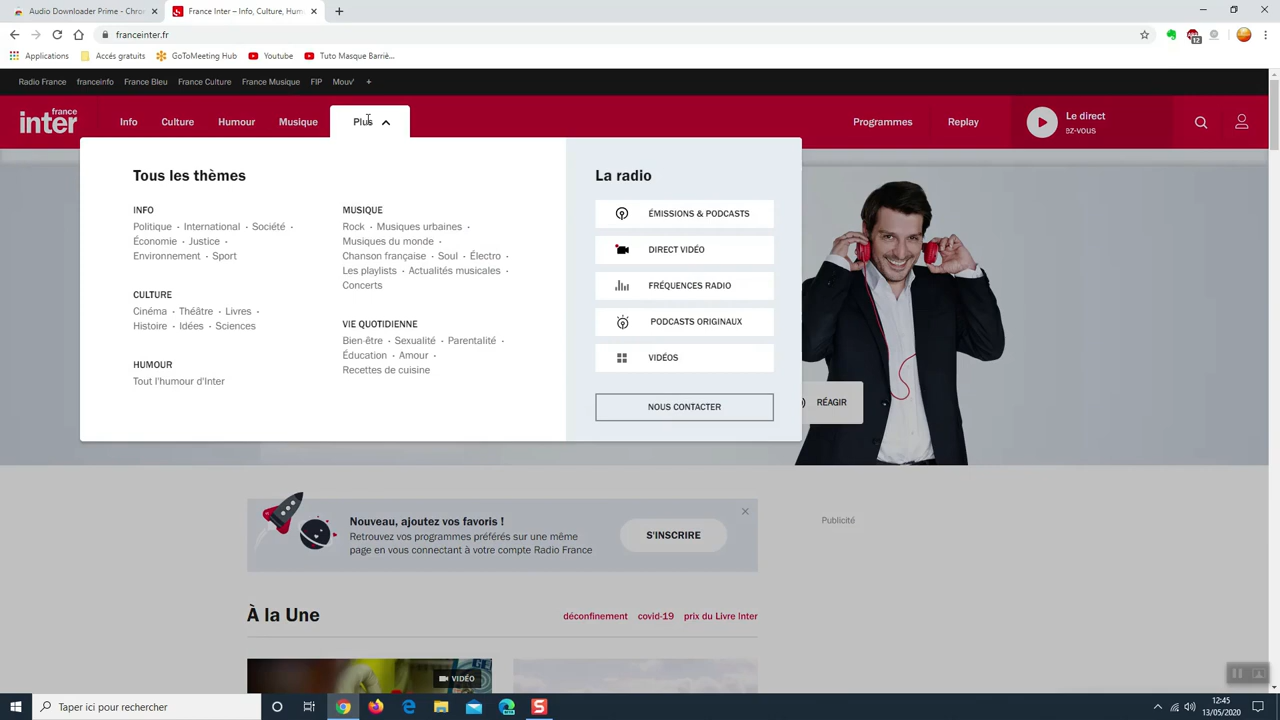 Audio Downloader Prime - Chro
France Inter – Info, Culture, Hum
franceinter.fr
12
Applications
Accés gratuits
GoToMeeting Hub
Youtube
Tuto Masque Barriè...
Radio France
franceinfo
France Bleu
France Culture
France Musique
FIP
Mouv'
+
france
inter
Info
Culture
Humour
Musique
Plus
Programmes
Replay
Le direct
ez-vous
Tous les thèmes
INFO
Politique · International · Société ·
Économie · Justice ·
Environnement · Sport
CULTURE
Cinéma · Théâtre · Livres ·
Histoire · Idées · Sciences
HUMOUR
Tout l'humour d'Inter
MUSIQUE
Rock · Musiques urbaines ·
Musiques du monde ·
Chanson française · Soul · Électro ·
Les playlists · Actualités musicales ·
Concerts
VIE QUOTIDIENNE
Bien-être · Sexualité · Parentalité ·
Éducation · Amour ·
Recettes de cuisine
La radio
ÉMISSIONS & PODCASTS
DIRECT VIDÉO
FRÉQUENCES RADIO
PODCASTS ORIGINAUX
VIDÉOS
NOUS CONTACTER
RÉAGIR
Nouveau, ajoutez vos favoris !
Retrouvez vos programmes préférés sur une même
page en vous connectant à votre compte Radio France
S'INSCRIRE
Publicité
À la Une
déconfinement
covid-19
prix du Livre Inter
VIDÉO
Taper ici pour rechercher
12:45
13/05/2020